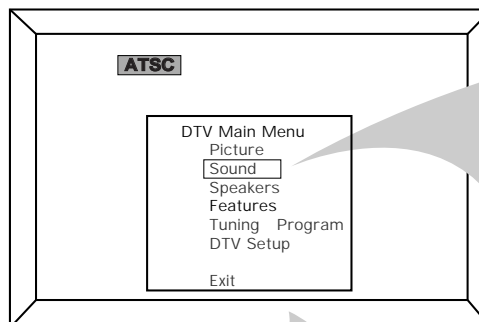 ATSC
DTV Main Menu
Picture
Sound
Speakers
Features
Tuning Program
DTV Setup
Exit